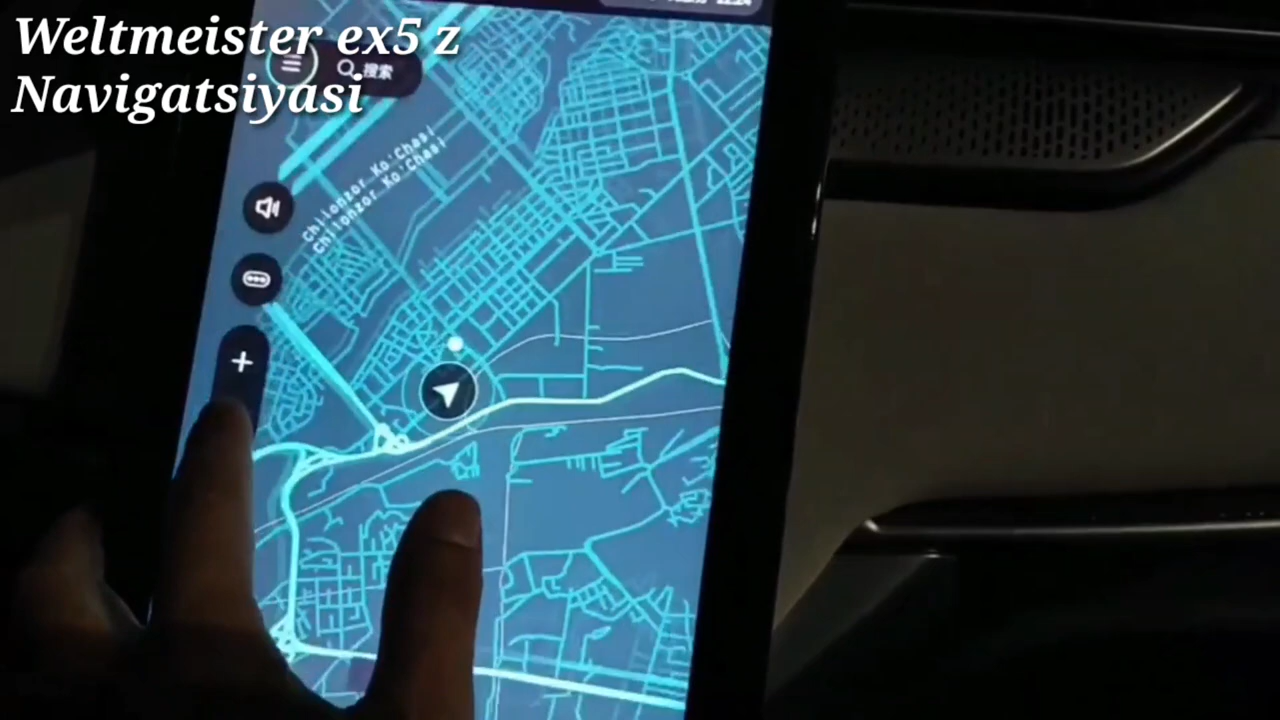 Weltmeister ex5 z
Navigatsiyasi
搜索
Chilonzor Ko'Chasi
Chilonzor Ko'Chasi